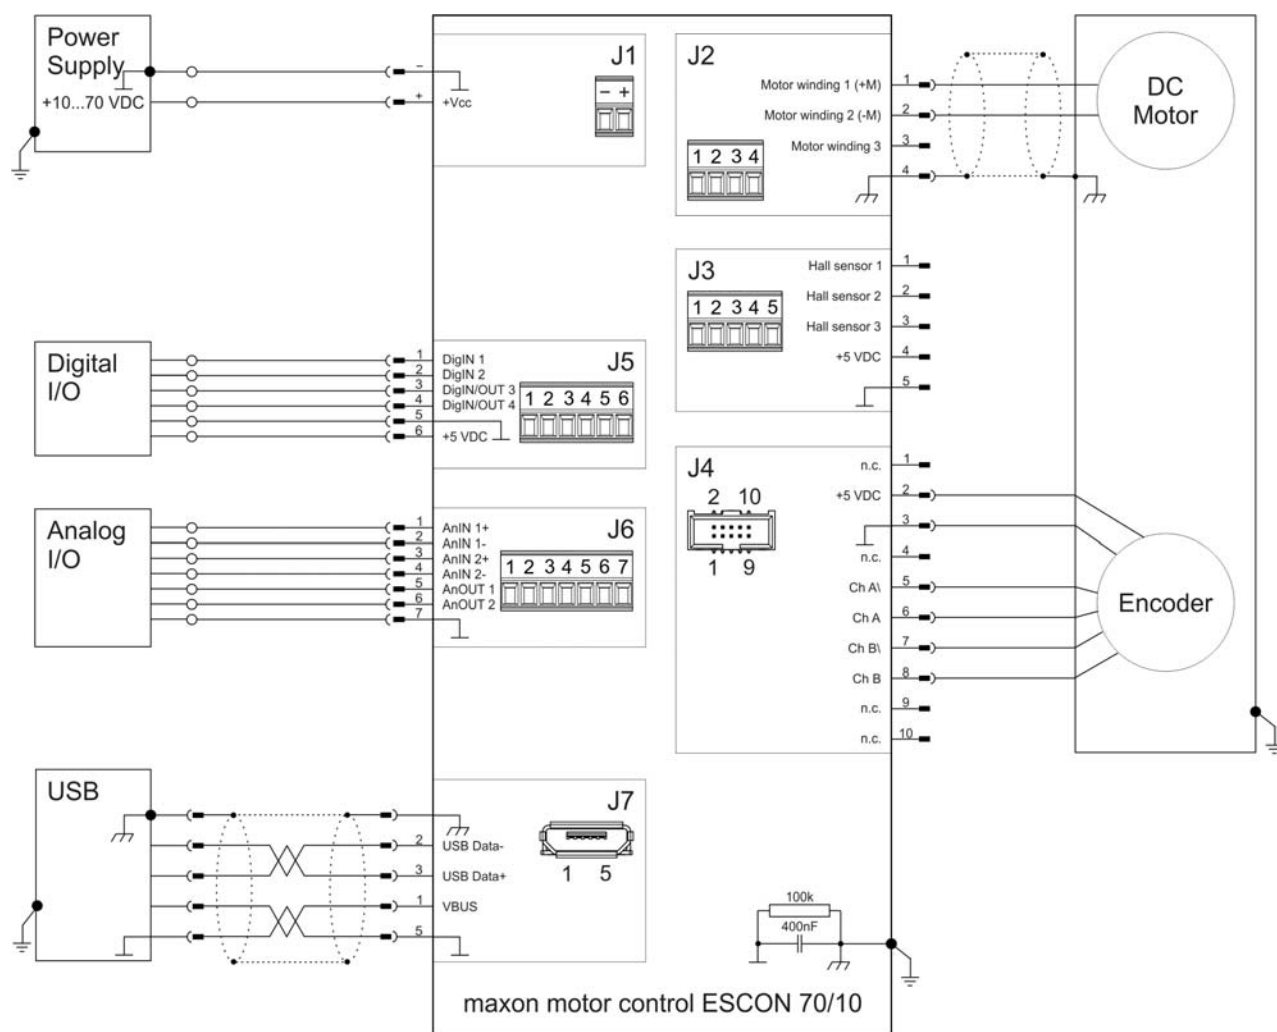 Power
Supply
+10...70 VDC
−
+
+Vcc
J1
− +
J2
Motor winding 1 (+M) 1
Motor winding 2 (-M) 2
Motor winding 3 3
4
1 2 3 4
DC
Motor
J3
1 2 3 4 5
Hall sensor 1 1
Hall sensor 2 2
Hall sensor 3 3
+5 VDC 4
5
Digital
I/O
1 DigIN 1
2 DigIN 2
3 DigIN/OUT 3
4 DigIN/OUT 4
5
6 +5 VDC
J5
1 2 3 4 5 6
J4
2 10
1 9
n.c. 1
+5 VDC 2
3
n.c. 4
Ch A\ 5
Ch A 6
Ch B\ 7
Ch B 8
n.c. 9
n.c. 10
Encoder
Analog
I/O
1 AnIN 1+
2 AnIN 1-
3 AnIN 2+
4 AnIN 2-
5 AnOUT 1
6 AnOUT 2
7
J6
1 2 3 4 5 6 7
USB
2 USB Data-
3 USB Data+
1 VBUS
5
J7
1 5
100k
400nF
maxon motor control ESCON 70/10